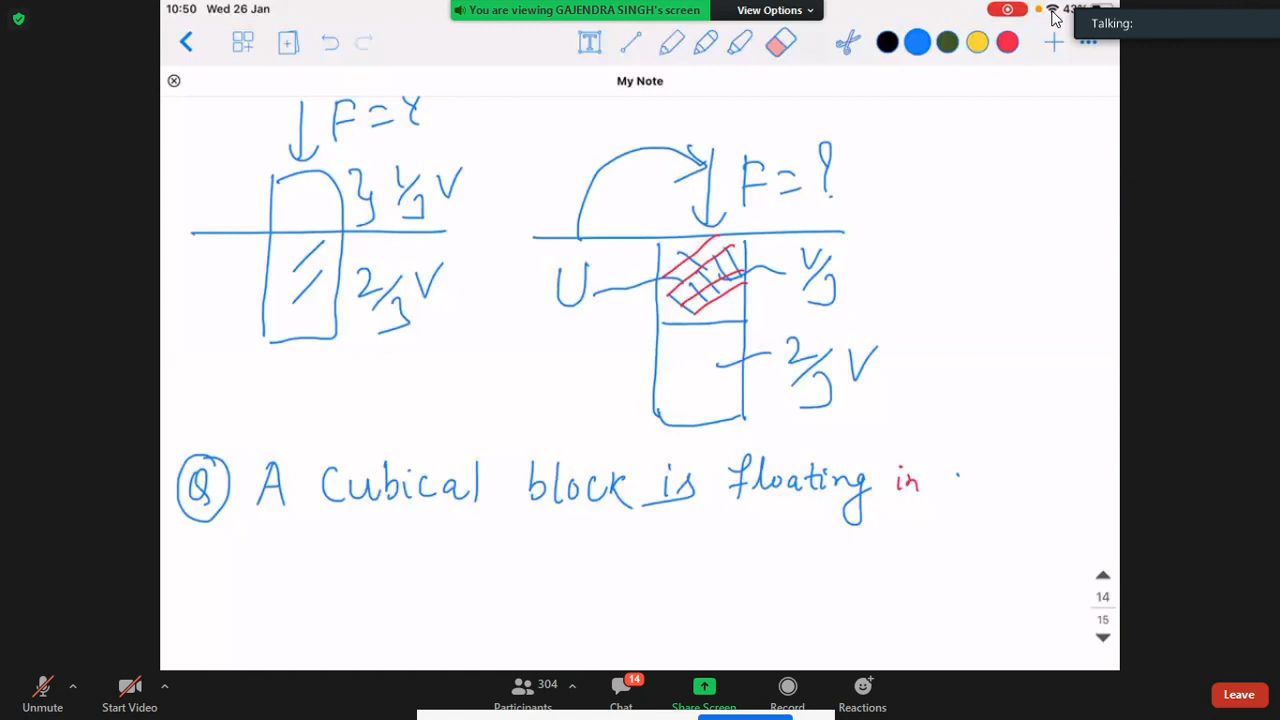 10:50 Wed 26 Jan
You are viewing GAJENDRA SINGH's screen
View Options
43%
Talking:
T
My Note
F = ?
1/3 V
2/3 V
F = ?
U
V/3
2/3 V
Q A Cubical block is floating in
14
15
Unmute
Start Video
304
Participants
14
Chat
Share Screen
Record
Reactions
Leave